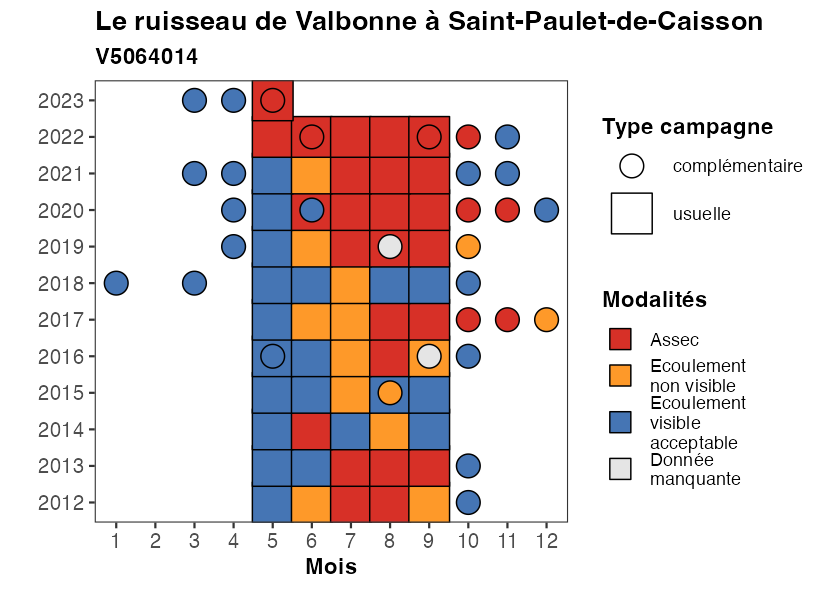 Le ruisseau de Valbonne à Saint-Paulet-de-Caisson
V5064014
2023
2022
2021
2020
2019
2018
2017
2016
2015
2014
2013
2012
1 2 3 4 5 6 7 8 9 10 11 12
Mois
Type campagne
complémentaire
usuelle
Modalités
Assec
Ecoulement
non visible
Ecoulement
visible
acceptable
Donnée
manquante